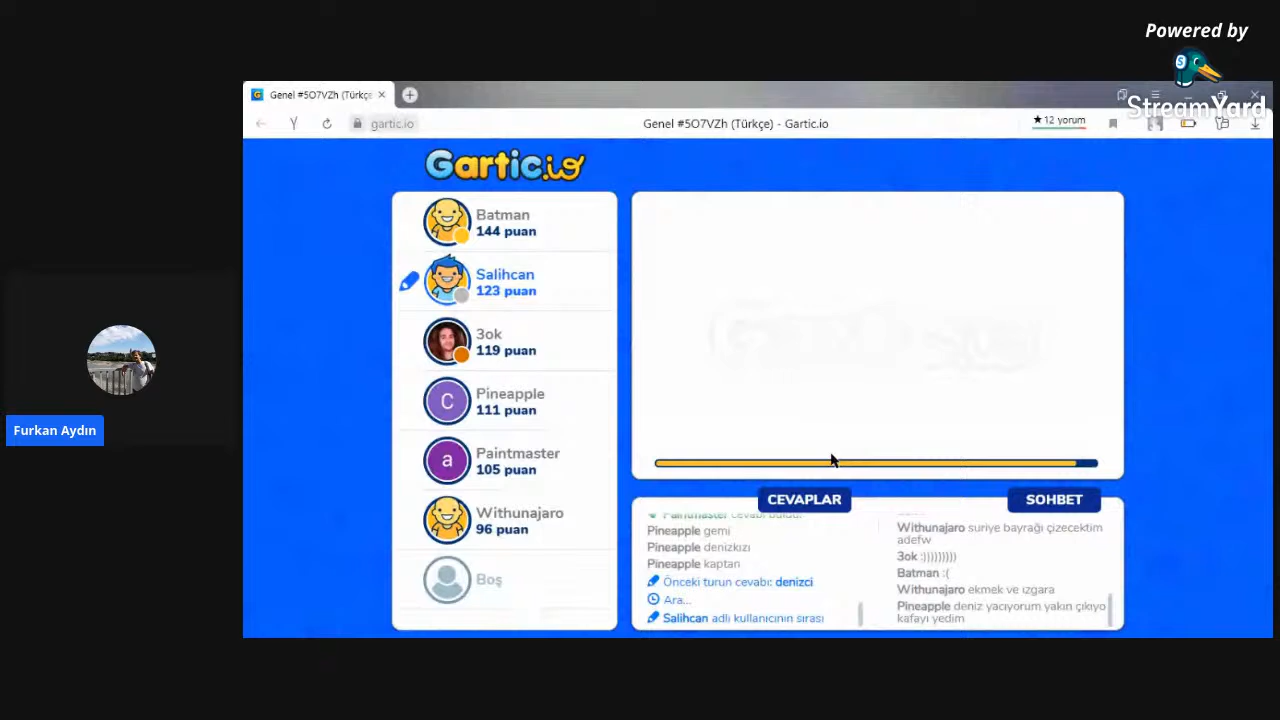 Powered by
StreamYard
Genel #5O7VZh (Türkçe
gartic.io
Genel #5O7VZh (Türkçe) - Gartic.io
★12 yorum
Gartic.io
Batman
144 puan
Salihcan
123 puan
3ok
119 puan
C
Pineapple
111 puan
a
Paintmaster
105 puan
Withunajaro
96 puan
Boş
Furkan Aydın
CEVAPLAR
Paintmaster cevabı buldu!
Pineapple gemi
Pineapple denizkızı
Pineapple kaptan
Önceki turun cevabı: denizci
Ara...
Salihcan adlı kullanıcının sırası
SOHBET
Withunajaro suriye bayrağı çizecektim
adefw
3ok :)))))))))
Batman :(
Withunajaro ekmek ve ızgara
Pineapple deniz yacıyorum yakın çıkıyo
kafayı yedim